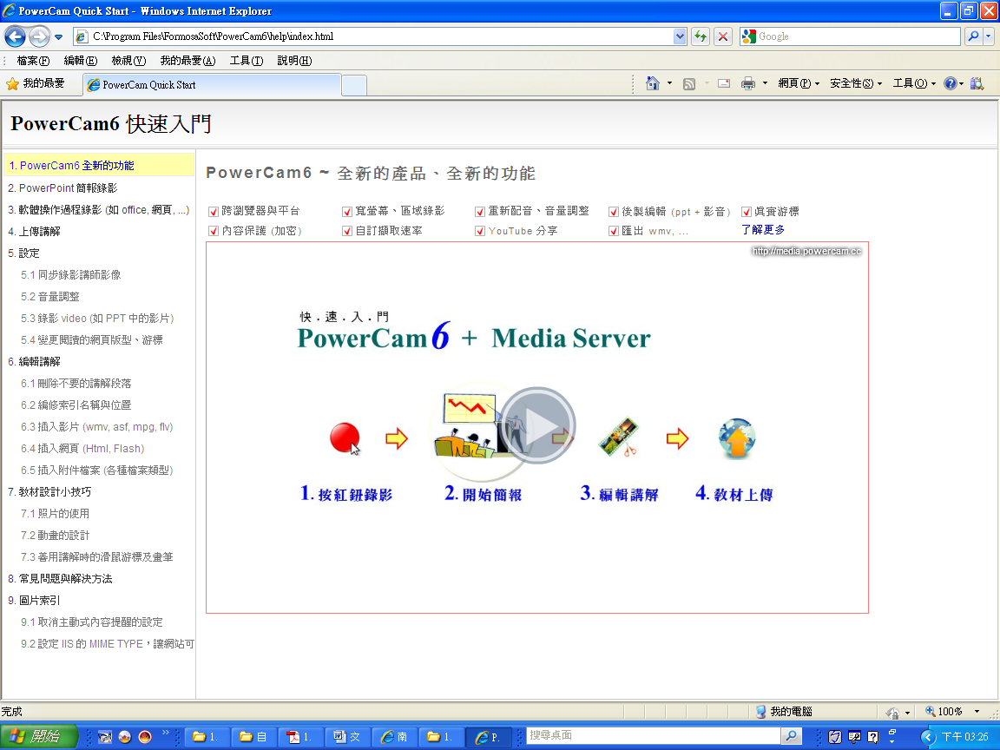 PowerCam Quick Start - Windows Internet Explorer
C:\Program Files\FormosaSoft\PowerCam6\help\index.html
Google
檔案(F) 編輯(E) 檢視(V) 我的最愛(A) 工具(T) 說明(H)
我的最愛 PowerCam Quick Start 網頁(P) 安全性(S) 工具(O)
PowerCam6 快速入門
1. PowerCam6 全新的功能
2. PowerPoint 簡報錄影
3. 軟體操作過程錄影 (如 office, 網頁, ...)
4. 上傳講解
5. 設定
5.1 同步錄影講師影像
5.2 音量調整
5.3 錄影 video (如 PPT 中的影片)
5.4 變更閱讀的網頁版型、游標
6. 編輯講解
6.1 刪除不要的講解段落
6.2 編修索引名稱與位置
6.3 插入影片 (wmv, asf, mpg, flv)
6.4 插入網頁 (Html, Flash)
6.5 插入附件檔案 (各種檔案類型)
7. 教材設計小技巧
7.1 照片的使用
7.2 動畫的設計
7.3 善用講解時的滑鼠游標及畫筆
8. 常見問題與解決方法
9. 圖片索引
9.1 取消主動式內容提醒的設定
9.2 設定 IIS 的 MIME TYPE，讓網站可
PowerCam6 ~ 全新的產品、全新的功能
跨瀏覽器與平台 寬螢幕、區域錄影 重新配音、音量調整 後製編輯 (ppt + 影音) 真實游標
內容保護 (加密) 自訂擷取速率 YouTube 分享 匯出 wmv, ... 了解更多
http://media.powercam.cc
快．速．入．門
PowerCam 6 + Media Server
1. 按紅鈕錄影 2. 開始簡報 3. 編輯講解 4. 教材上傳
完成 我的電腦 100%
開始 1. 自 1. 文 南 1. P. 搜尋桌面 下午 03:26